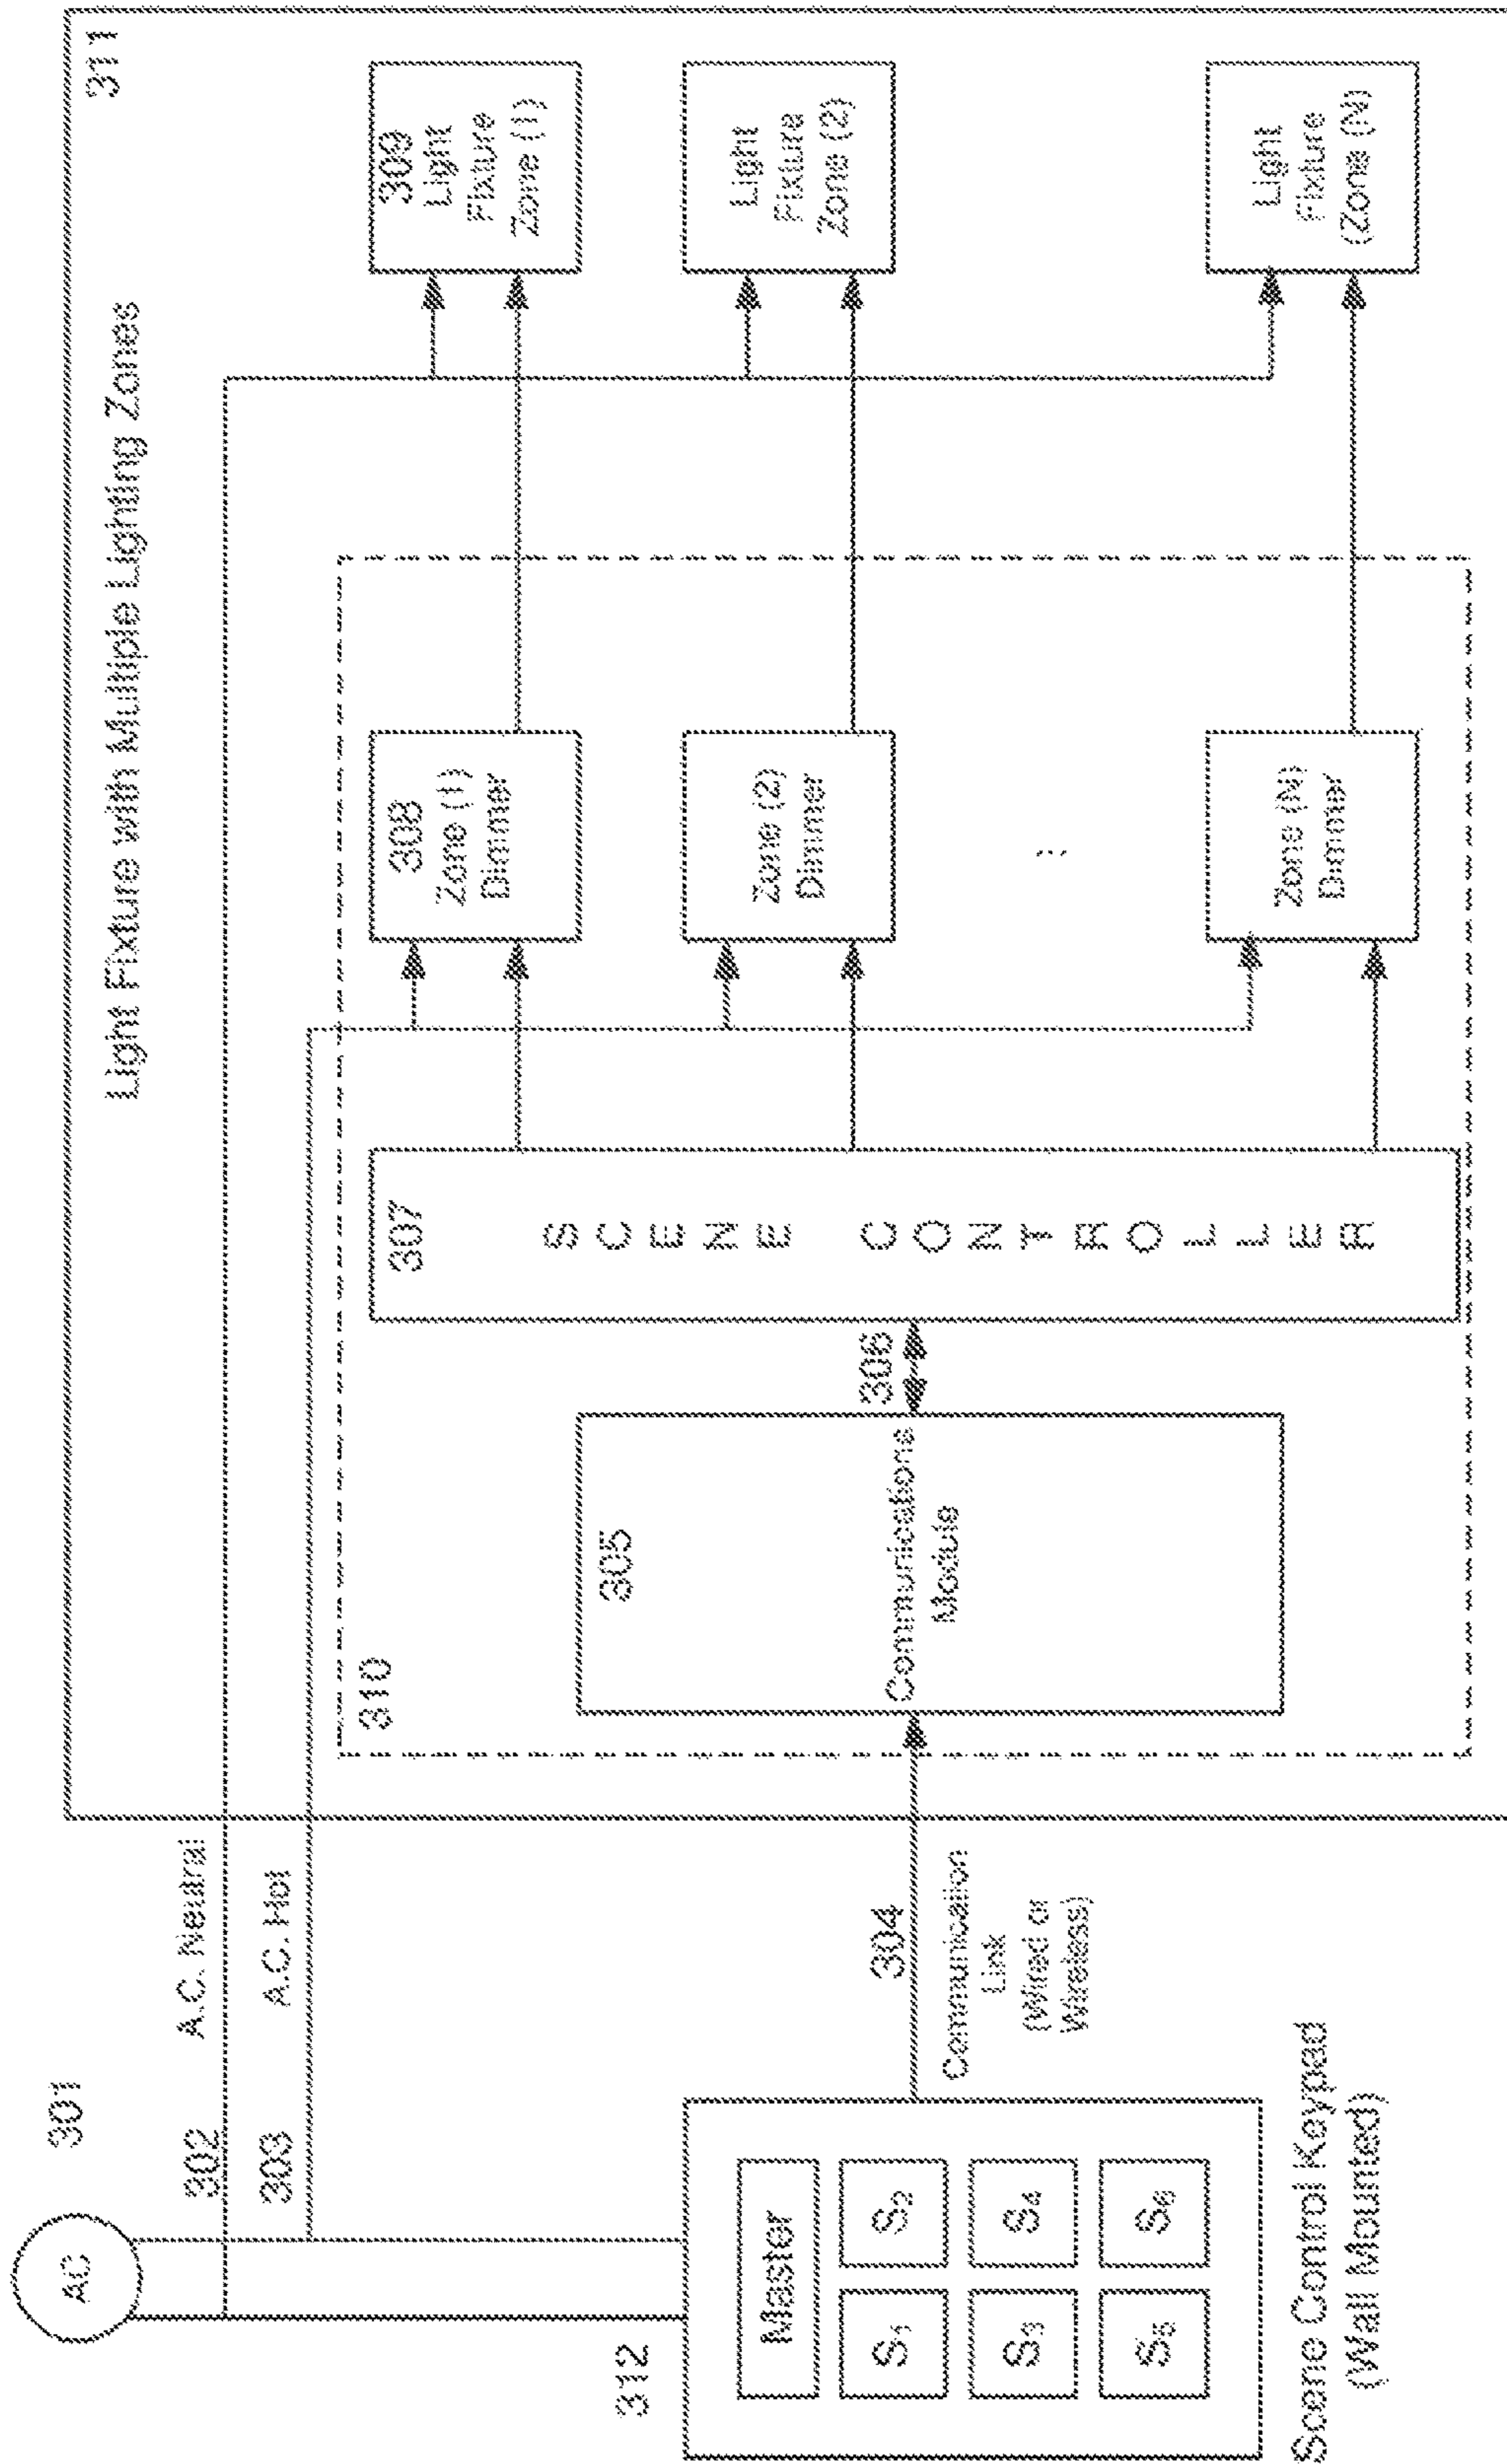 301
AC
302
A.C. Neutral
303
A.C. Hot
312
Master
S1
S2
S3
S4
S5
S6
Scene Control Keypad
(Wall Mounted)
304
Communication
Link
(Wired or
Wireless)
311
Light Fixture with Multiple Lighting Zones
310
305
Communications
Module
306
307
SCENE CONTROLLER
308
Zone (1)
Dimmer
Zone (2)
Dimmer
Zone (N)
Dimmer
309
Light
Fixture
Zone (1)
Light
Fixture
Zone (2)
Light
Fixture
(Zone (N)